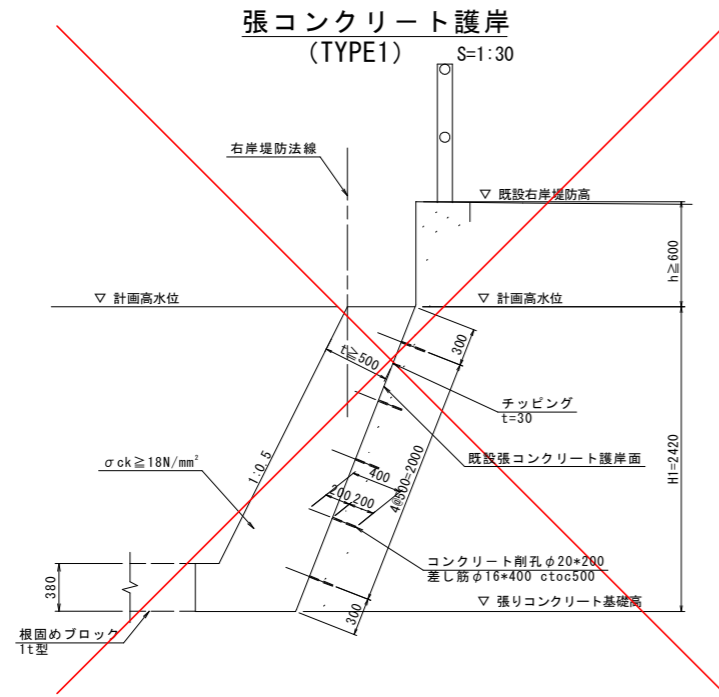 張コンクリート護岸
(TYPE1) S=1:30
右岸堤防法線
▽ 既設右岸堤防高
h≧600
▽ 計画高水位
▽ 計画高水位
300
t≧500
チッピング
t=30
既設張コンクリート護岸面
σck≧18N/mm²
1:0.5
400
200 200
4@500=2000
H1=2420
コンクリート削孔φ20*200
差し筋φ16*400 ctoc500
380
▽ 張りコンクリート基礎高
300
根固めブロック
1t型